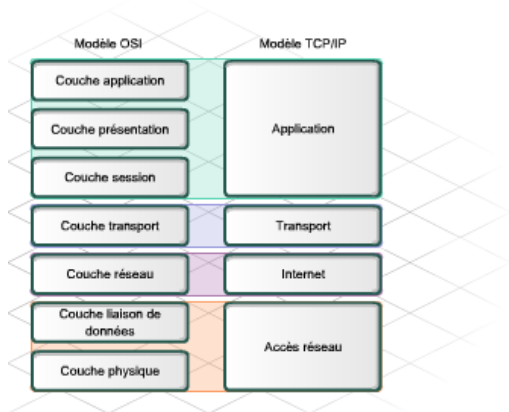 Modèle OSI
Modèle TCP/IP
Couche application
Couche présentation
Couche session
Application
Couche transport
Transport
Couche réseau
Internet
Couche liaison de
données
Couche physique
Accès réseau